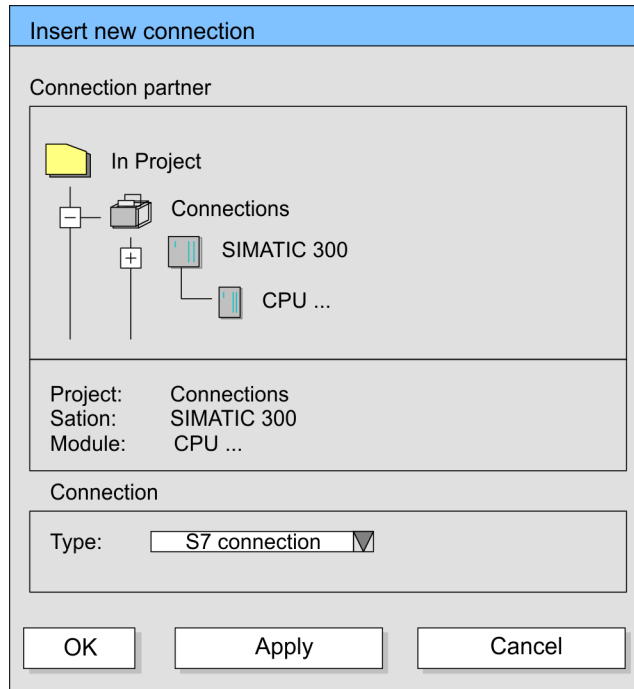 Insert new connection
Connection partner
In Project
Connections
SIMATIC 300
CPU ...
Project: Connections
Sation: SIMATIC 300
Module: CPU ...
Connection
Type: S7 connection
OK Apply Cancel